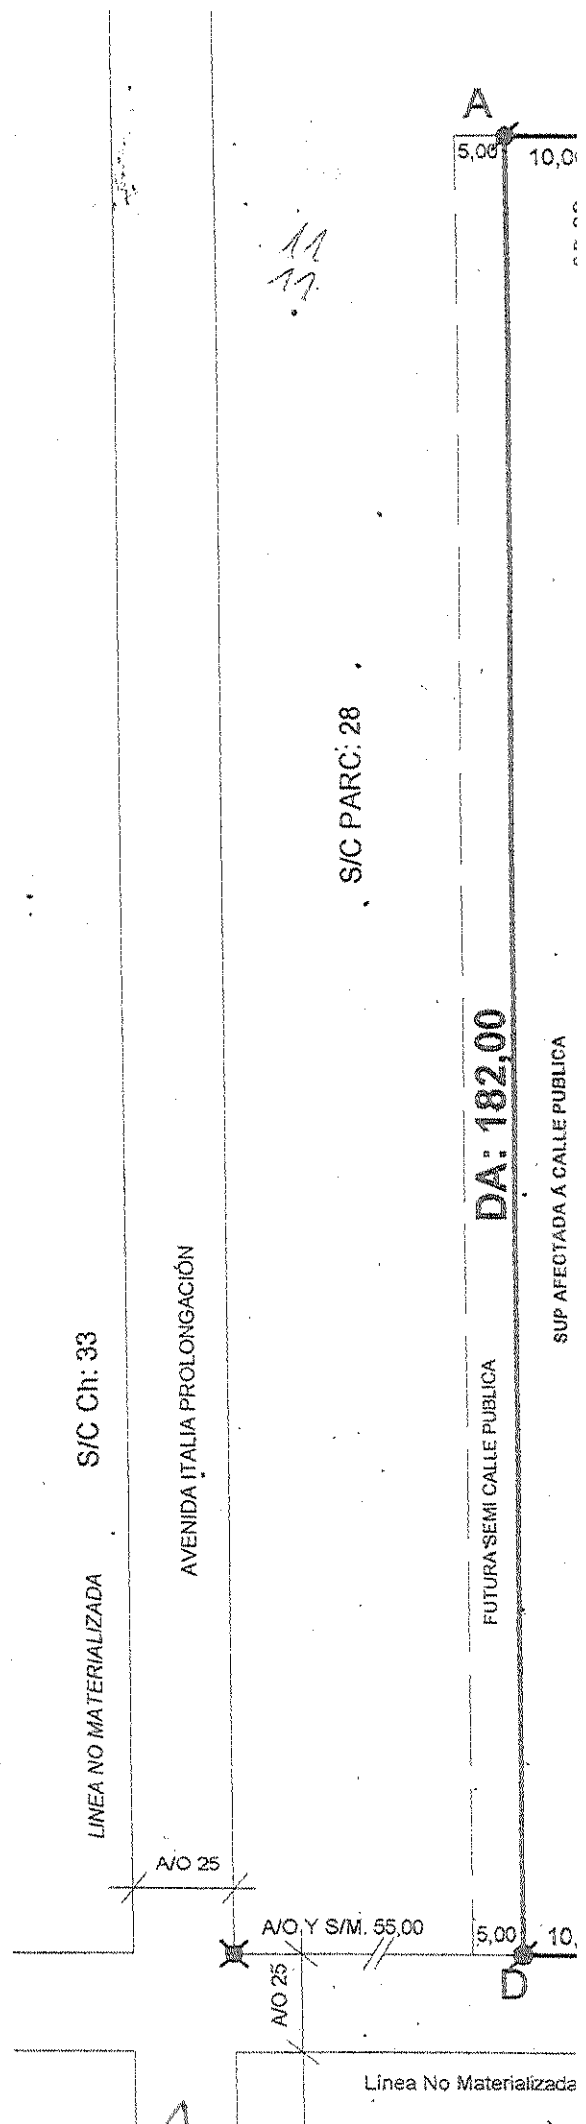 A
5,00
10,0
11
11
S/C PARC: 28
DA: 182,00
SUP AFECTADA A CALLE PUBLICA
AVENIDA ITALIA PROLONGACIÓN
S/C Ch: 33
FUTURA SEMI CALLE PUBLICA
LINEA NO MATERIALIZADA
A/O 25
A/O Y S/M. 55,00
5,00
10,
D
A/O 25
Línea No Materializada